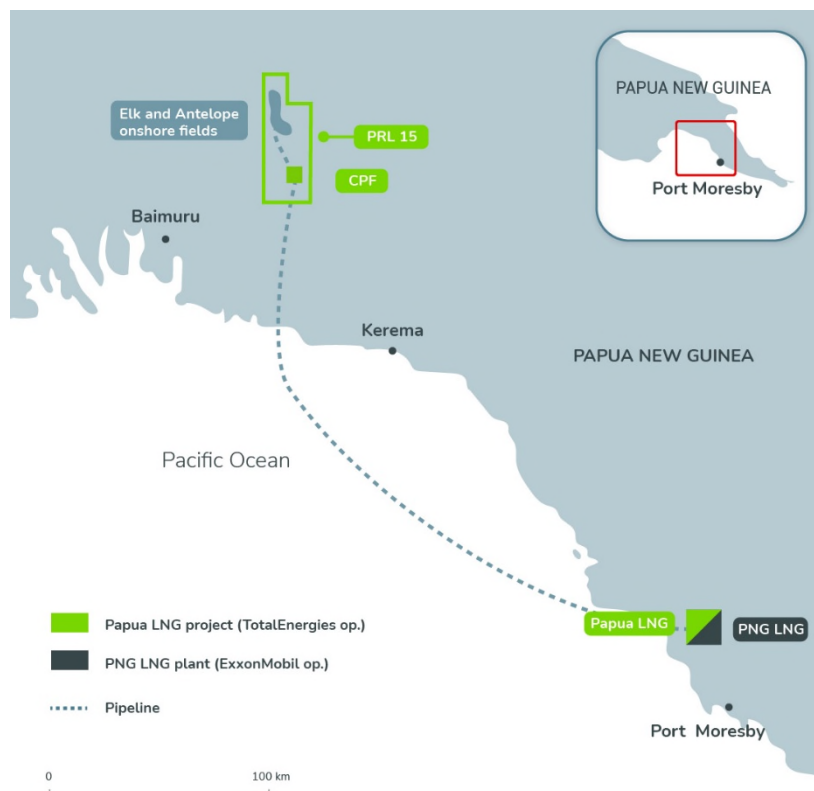 Elk and Antelope
onshore fields
PRL 15
CPF
PAPUA NEW GUINEA
Port Moresby
Baimuru
Kerema
PAPUA NEW GUINEA
Pacific Ocean
Papua LNG
PNG LNG
Papua LNG project (TotalEnergies op.)
PNG LNG plant (ExxonMobil op.)
Pipeline
Port Moresby
0
100 km